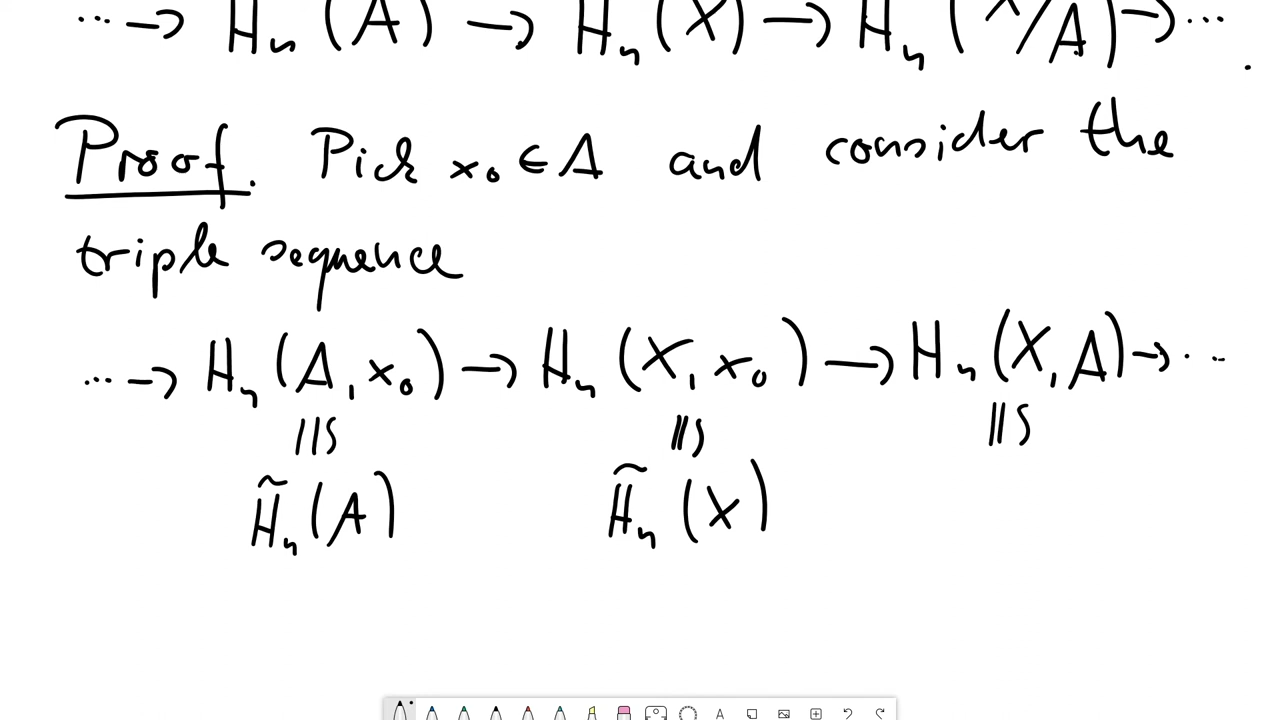 ⋯ → Hₙ(A) → Hₙ(X) → Hₙ(X/A) → ⋯ .
Proof. Pick x₀ ∈ A and consider the
triple sequence
⋯ → Hₙ(A, x₀) → Hₙ(X, x₀) → Hₙ(X, A) → ⋯
||S ||S ||S
H̃ₙ(A) H̃ₙ(X)